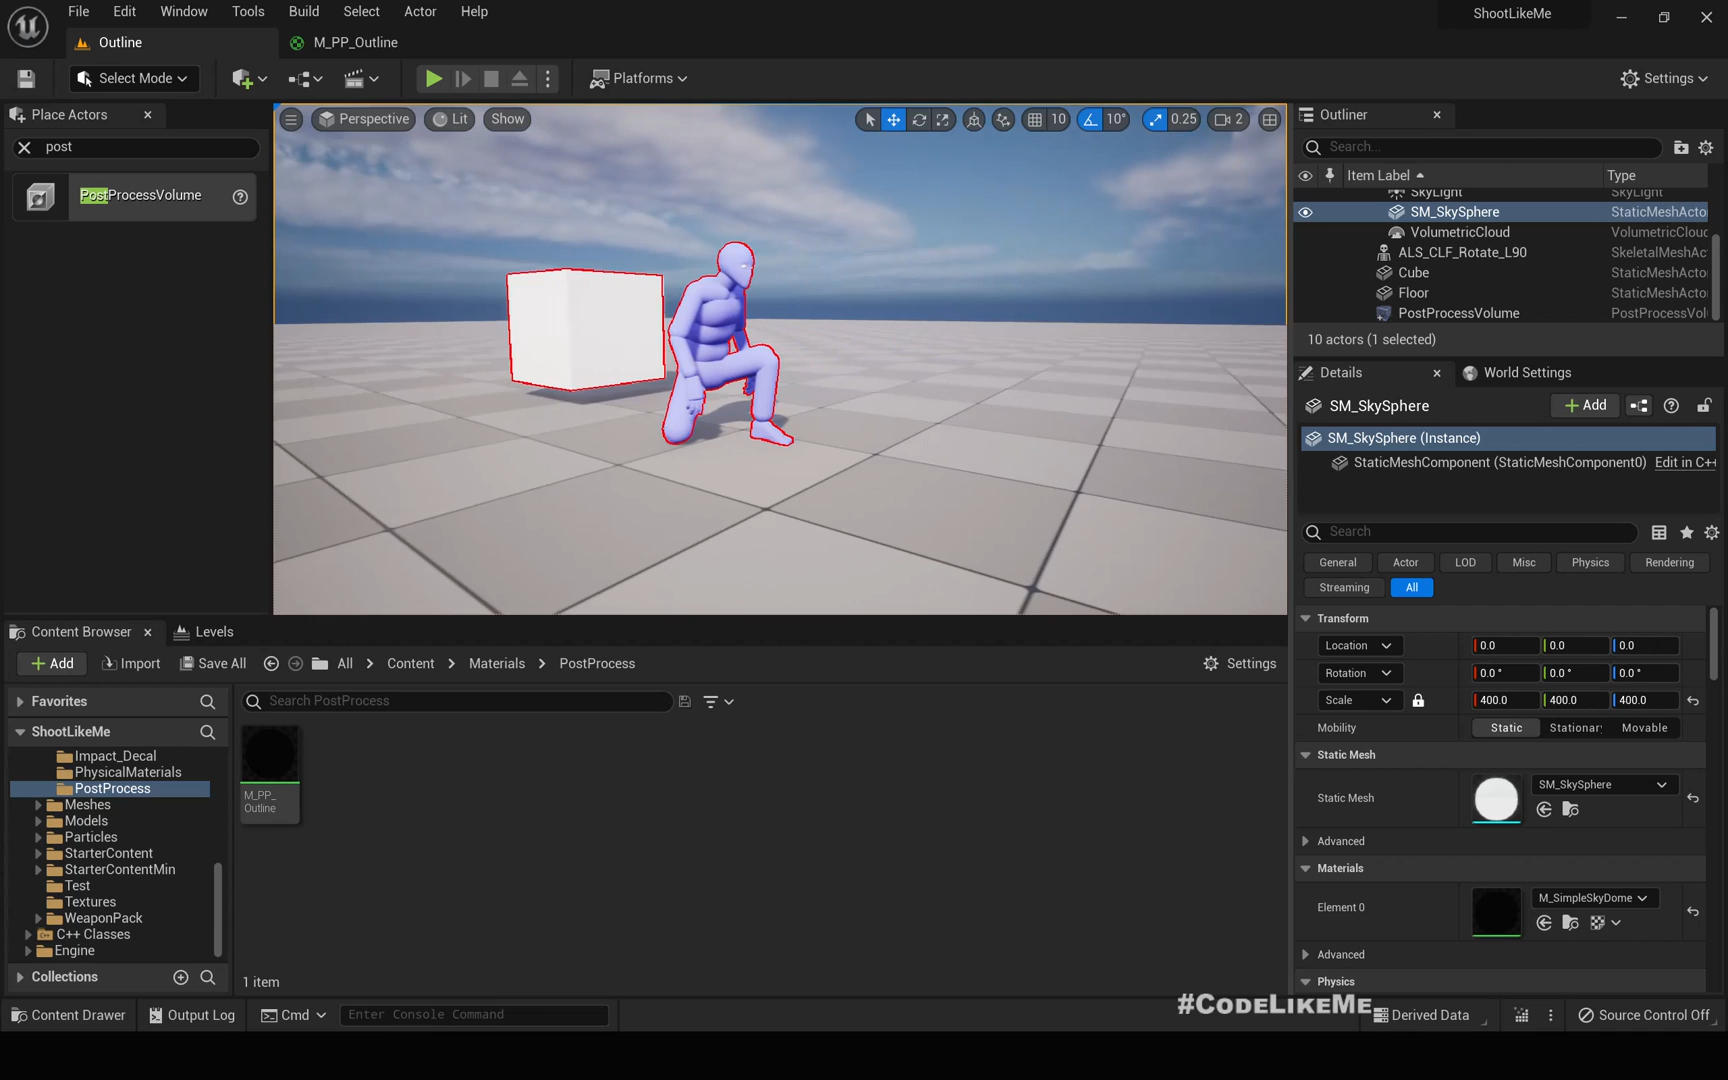 File Edit Window Tools Build Select Actor Help
ShootLikeMe
Outline
M_PP_Outline
Select Mode
Platforms
Settings
Place Actors
post
PostProcessVolume
Perspective
Lit
Show
10
10°
0.25
2
Outliner
Search...
Item Label
Type
SkyLight SkyLight
SM_SkySphere StaticMeshActo
VolumetricCloud VolumetricCloud
ALS_CLF_Rotate_L90 SkeletalMeshAc
Cube StaticMeshActo
Floor StaticMeshActo
PostProcessVolume PostProcessVol
10 actors (1 selected)
Details
World Settings
SM_SkySphere
Add
SM_SkySphere (Instance)
StaticMeshComponent (StaticMeshComponent0) Edit in C++
Search
General Actor LOD Misc Physics Rendering
Streaming All
Transform
Location 0.0 0.0 0.0
Rotation 0.0° 0.0° 0.0°
Scale 400.0 400.0 400.0
Mobility Static Stationar Movable
Static Mesh
Static Mesh SM_SkySphere
Advanced
Materials
Element 0 M_SimpleSkyDome
Advanced
Physics
Content Browser
Levels
Add Import Save All All Content Materials PostProcess Settings
Favorites
Search PostProcess
ShootLikeMe
Impact_Decal
PhysicalMaterials
PostProcess
Meshes
Models
Particles
StarterContent
StarterContentMin
Test
Textures
WeaponPack
C++ Classes
Engine
Collections
M_PP_
Outline
1 item
#CodeLikeMe
Content Drawer Output Log Cmd Enter Console Command Derived Data Source Control Off